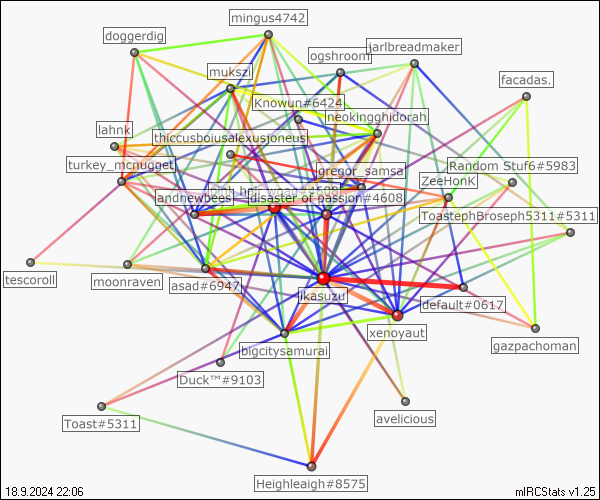 mingus4742
doggerdig
jarlbreadmaker
ogshroom
mukszi
facadas.
Knowun#6424
neokingghidorah
lahnk
thiccusboiusalexusjoneus
turkey_mcnugget
gregor_samsa
Random Stuf6#5983
ZeeHonK
andnewbees
disaster of passion#4608
ToastephBroseph5311#5311
tescoroll
moonraven
asad#6947
ikasuzu
default#0617
xenoyaut
gazpachoman
bigcitysamurai
Duck™#9103
Toast#5311
avelicious
Heighleaigh#8575
18.9.2024 22:06
mIRCStats v1.25